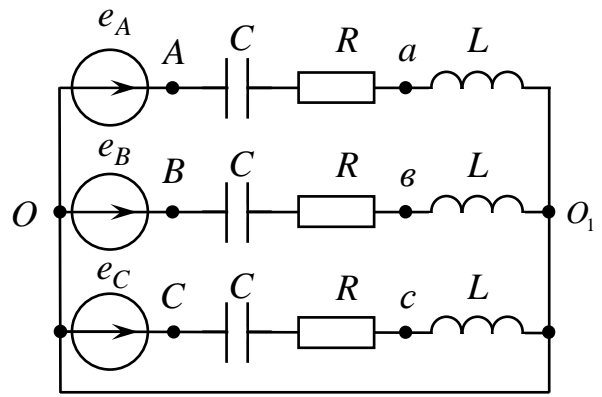 e_A A C R a L
e_B B C R в L
O O_1
e_C C C R c L